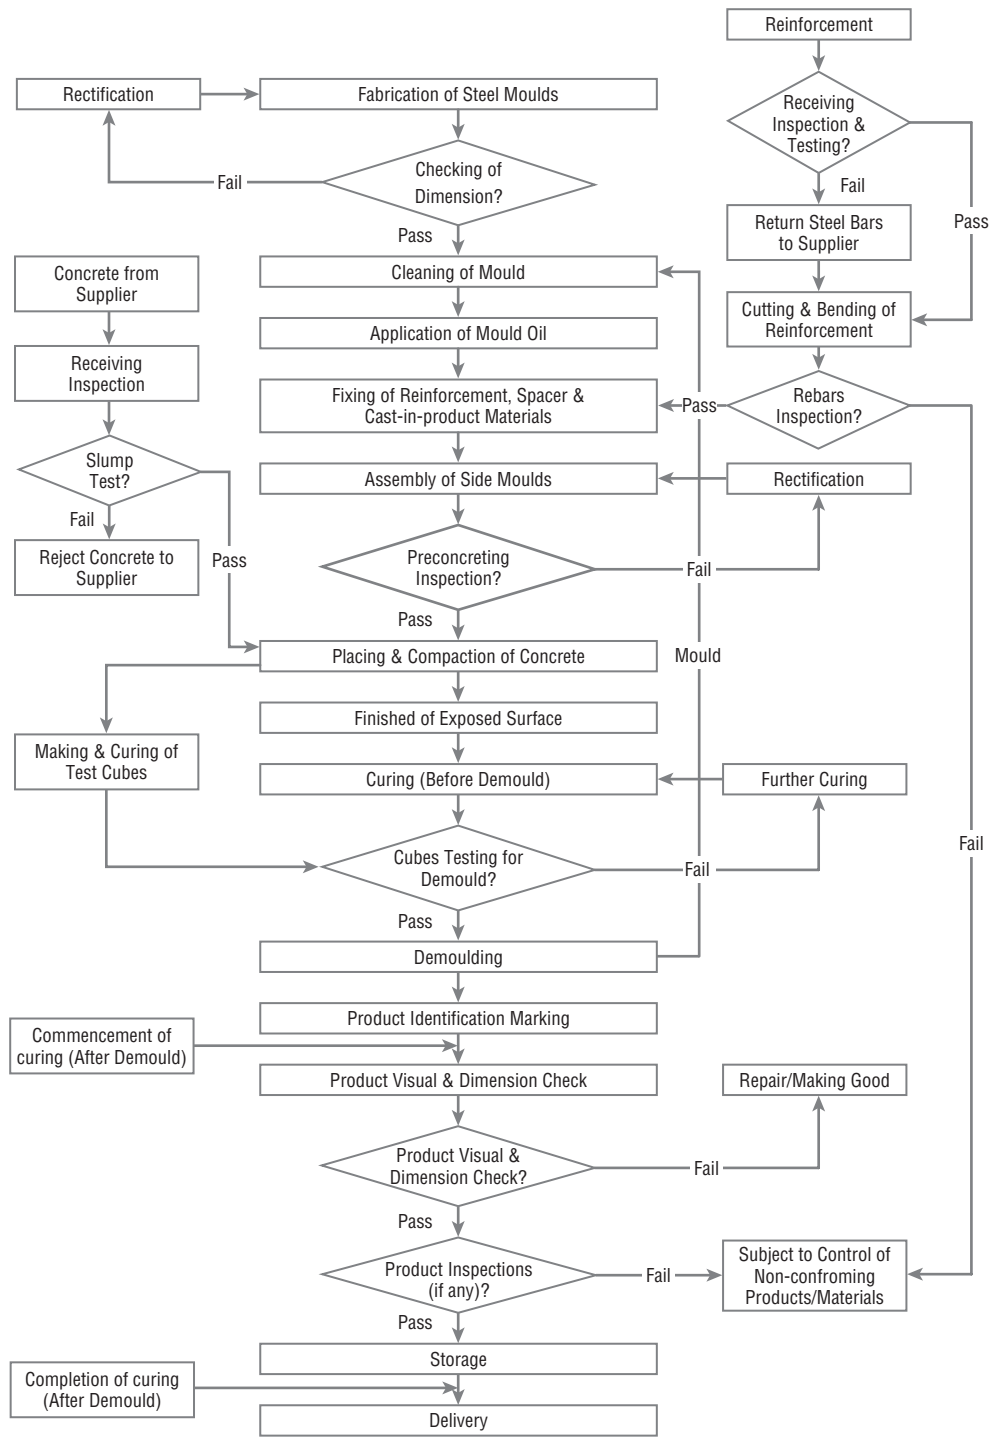 Reinforcement
Rectification
Fabrication of Steel Moulds
Receiving
Inspection &
Testing?
Checking of
Dimension?
Fail
Fail
Pass
Return Steel Bars
to Supplier
Pass
Concrete from
Supplier
Cleaning of Mould
Cutting & Bending of
Reinforcement
Application of Mould Oil
Receiving
Inspection
Fixing of Reinforcement, Spacer &
Cast-in-product Materials
Pass
Rebars
Inspection?
Slump
Test?
Assembly of Side Moulds
Rectification
Fail
Reject Concrete to
Supplier
Pass
Preconcreting
Inspection?
Fail
Pass
Placing & Compaction of Concrete
Mould
Finished of Exposed Surface
Making & Curing of
Test Cubes
Curing (Before Demould)
Further Curing
Fail
Cubes Testing for
Demould?
Fail
Pass
Demoulding
Product Identification Marking
Commencement of
curing (After Demould)
Product Visual & Dimension Check
Repair/Making Good
Product Visual &
Dimension Check?
Fail
Pass
Product Inspections
(if any)?
Fail
Subject to Control of
Non-confroming
Products/Materials
Pass
Storage
Completion of curing
(After Demould)
Delivery